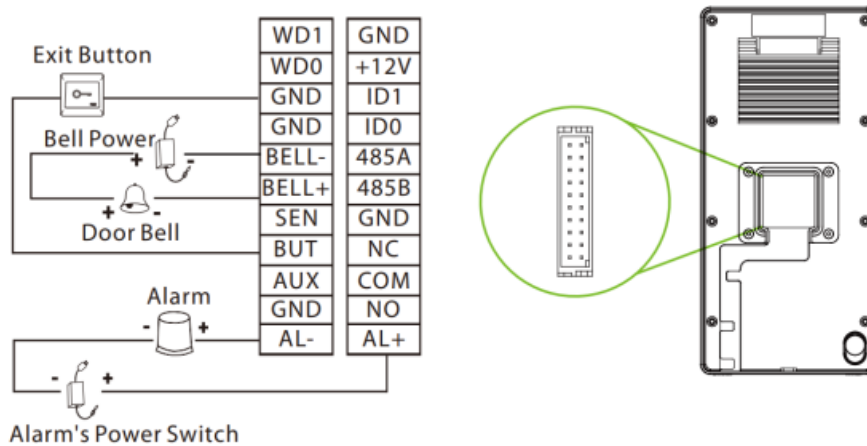 WD1 GND
Exit Button
WD0 +12V
GND ID1
GND ID0
Bell Power
+ -
BELL- 485A
BELL+ 485B
+ -
Door Bell
SEN GND
BUT NC
AUX COM
Alarm
GND NO
- +
AL- AL+
- +
Alarm's Power Switch